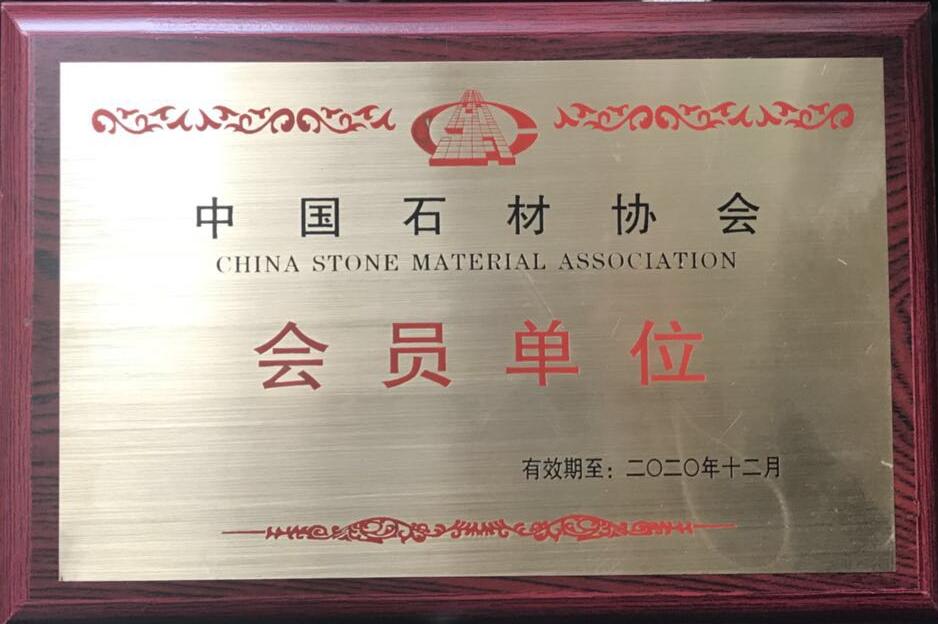 中国石材协会
CHINA STONE MATERIAL ASSOCIATION
会员单位
有效期至：二〇二〇年十二月